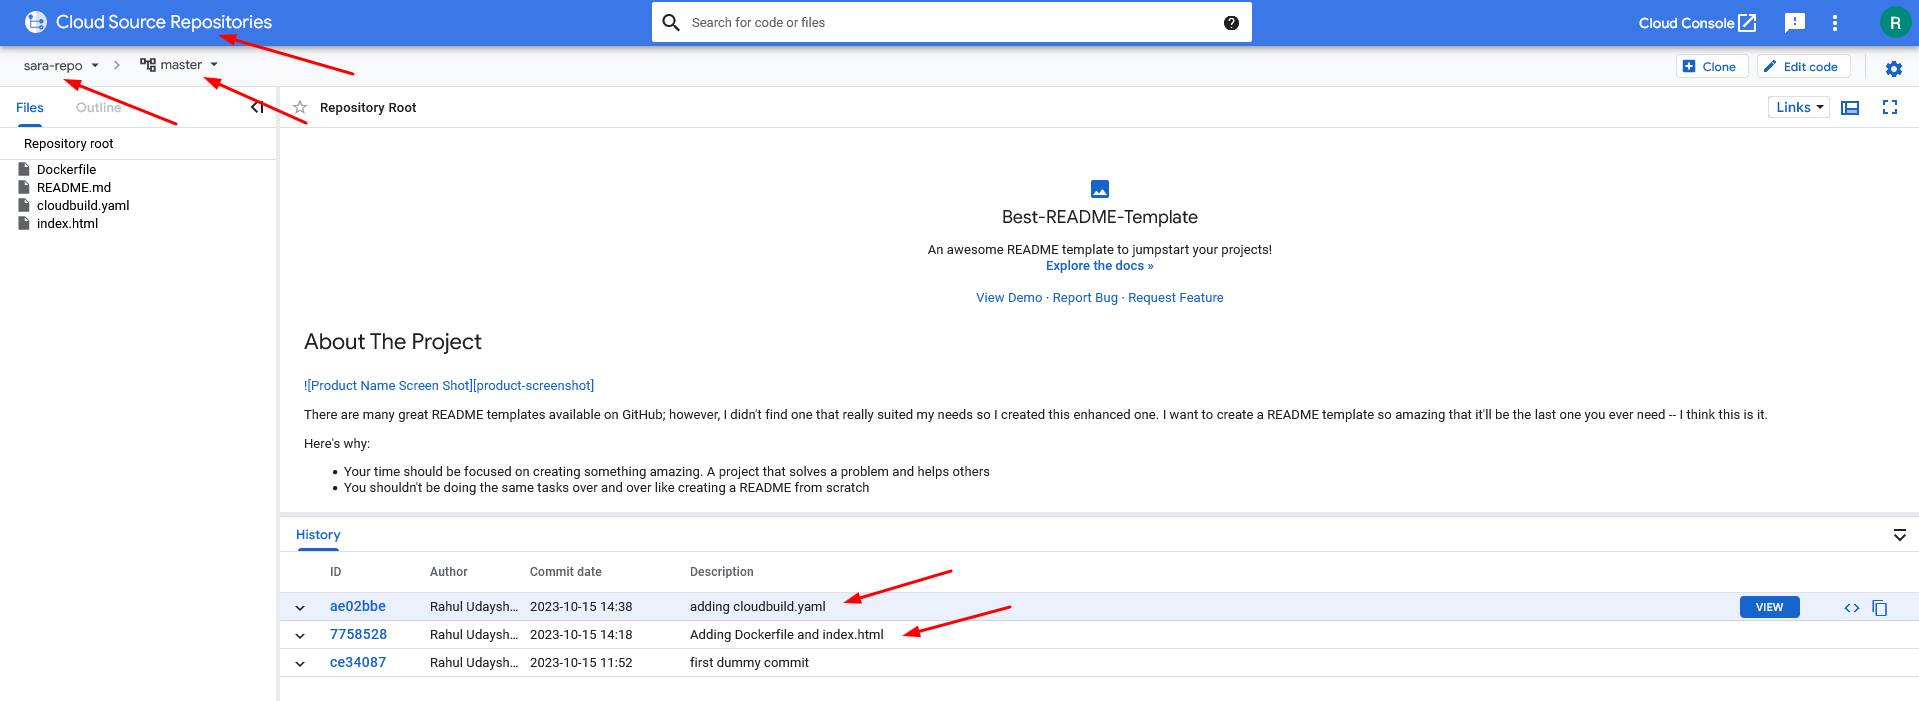 Cloud Source Repositories
Search for code or files
?
Cloud Console
R
sara-repo
master
Clone
Edit code
Files
Outline
Repository Root
Links
Repository root
Dockerfile
README.md
cloudbuild.yaml
index.html
Best-README-Template
An awesome README template to jumpstart your projects!
Explore the docs »
View Demo · Report Bug · Request Feature
About The Project
![Product Name Screen Shot][product-screenshot]
There are many great README templates available on GitHub; however, I didn't find one that really suited my needs so I created this enhanced one. I want to create a README template so amazing that it'll be the last one you ever need -- I think this is it.
Here's why:
• Your time should be focused on creating something amazing. A project that solves a problem and helps others
• You shouldn't be doing the same tasks over and over like creating a README from scratch
History
ID Author Commit date Description
ae02bbe Rahul Udaysh... 2023-10-15 14:38 adding cloudbuild.yaml VIEW
7758528 Rahul Udaysh... 2023-10-15 14:18 Adding Dockerfile and index.html
ce34087 Rahul Udaysh... 2023-10-15 11:52 first dummy commit